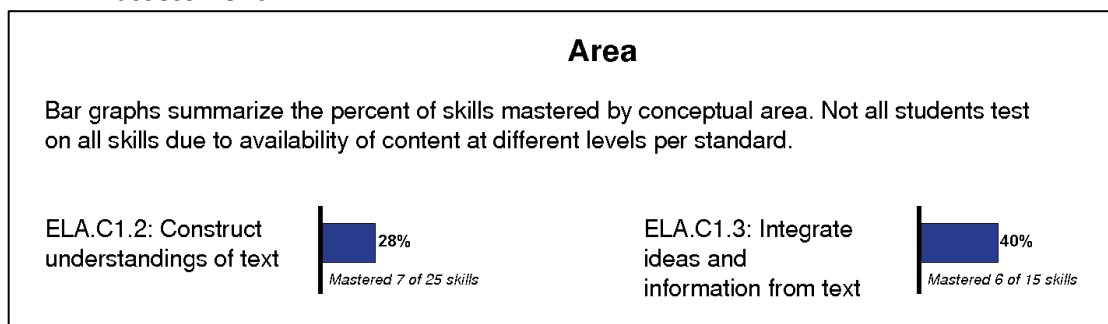 Area
Bar graphs summarize the percent of skills mastered by conceptual area. Not all students test
on all skills due to availability of content at different levels per standard.
ELA.C1.2: Construct
understandings of text
28%
Mastered 7 of 25 skills
ELA.C1.3: Integrate
ideas and
information from text
40%
Mastered 6 of 15 skills